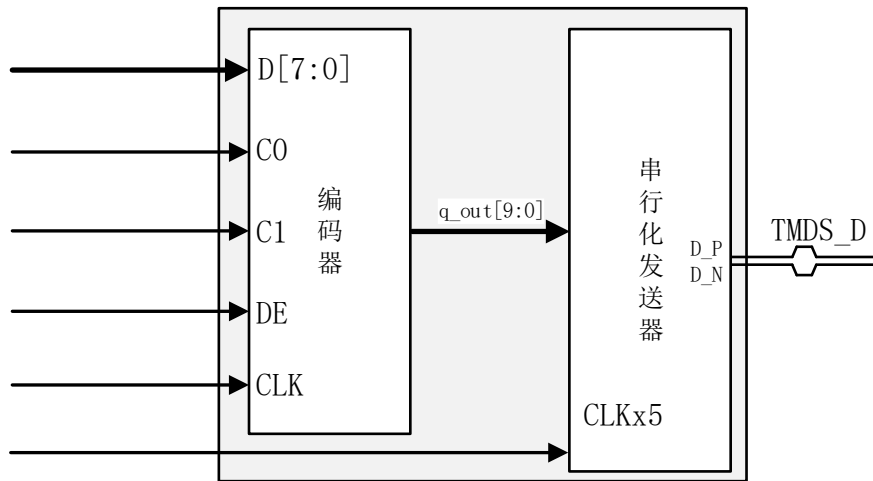 D[7:0]
C0
C1
DE
CLK
编码器
q_out[9:0]
串行化发送器
D_P
D_N
CLKx5
TMDS_D